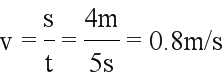 v = s/t = 4m/5s = 0.8m/s